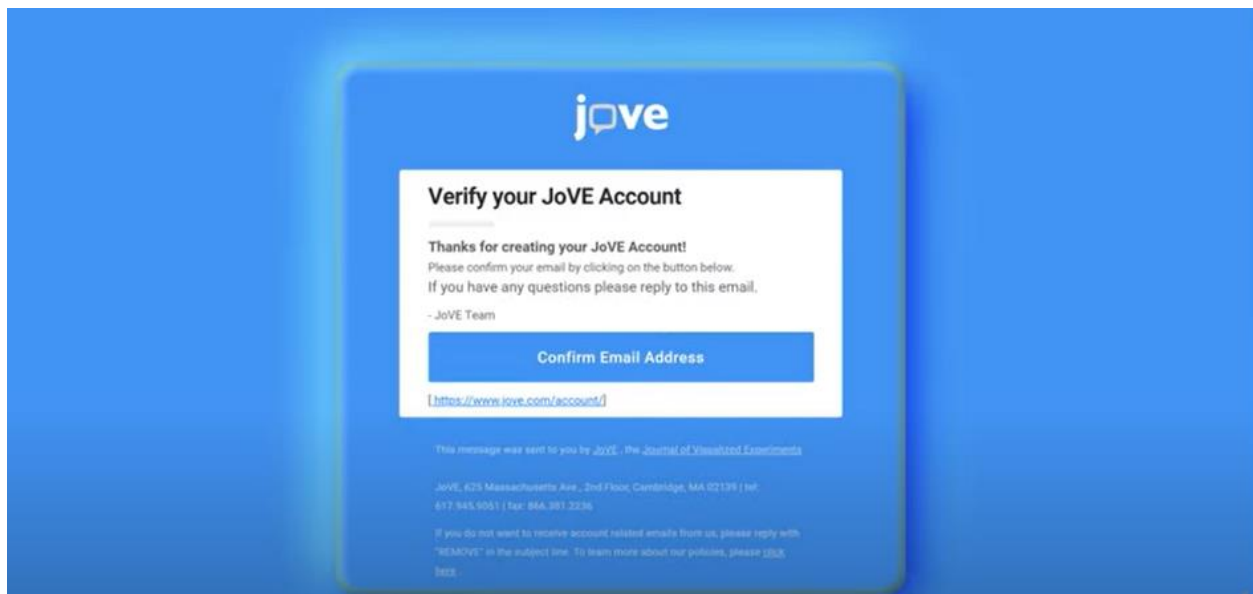 jove
Verify your JoVE Account
Thanks for creating your JoVE Account!
Please confirm your email by clicking on the button below.
If you have any questions please reply to this email.
- JoVE Team
Confirm Email Address
[ https://www.jove.com/account/]
This message was sent to you by JoVE , the Journal of Visualized Experiments
JoVE, 625 Massachusetts Ave., 2nd Floor, Cambridge, MA 02139 | tel:
617.945.9051 | fax: 866.381.2236
If you do not want to receive account related emails from us, please reply with
"REMOVE" in the subject line. To learn more about our policies, please click
here .